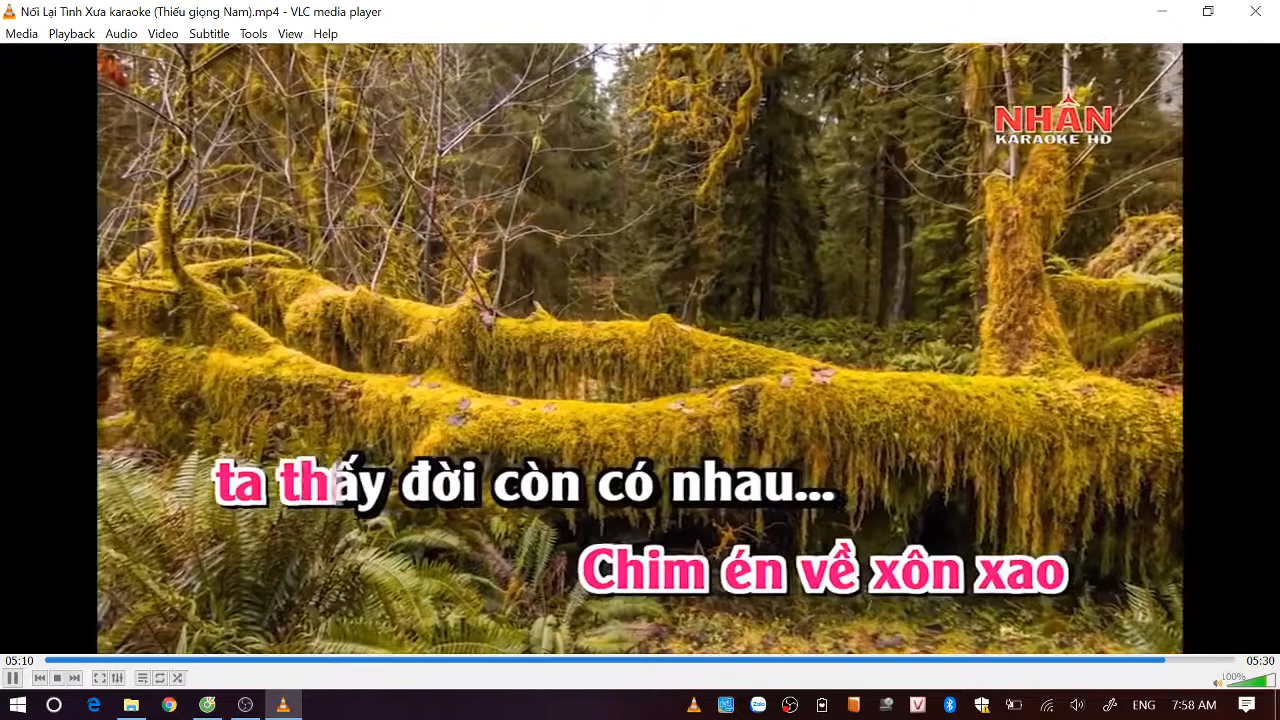 Nối Lại Tình Xưa karaoke (Thiếu giọng Nam).mp4 - VLC media player
Media Playback Audio Video Subtitle Tools View Help
NHÂN
KARAOKE HD
ta thấy đời còn có nhau...
Chim én về xôn xao
05:10
05:30
100%
Zalo
V
ENG
7:58 AM